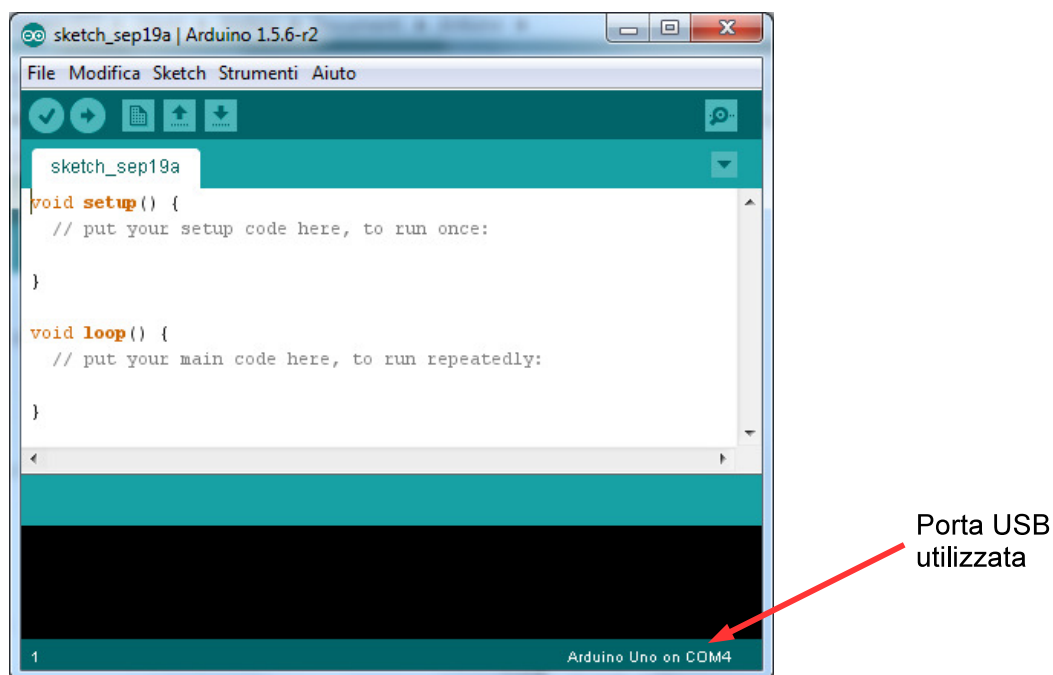 sketch_sep19a | Arduino 1.5.6-r2
File Modifica Sketch Strumenti Aiuto
sketch_sep19a
void setup() {
// put your setup code here, to run once:
}
void loop() {
// put your main code here, to run repeatedly:
}
Porta USB
utilizzata
1 Arduino Uno on COM4